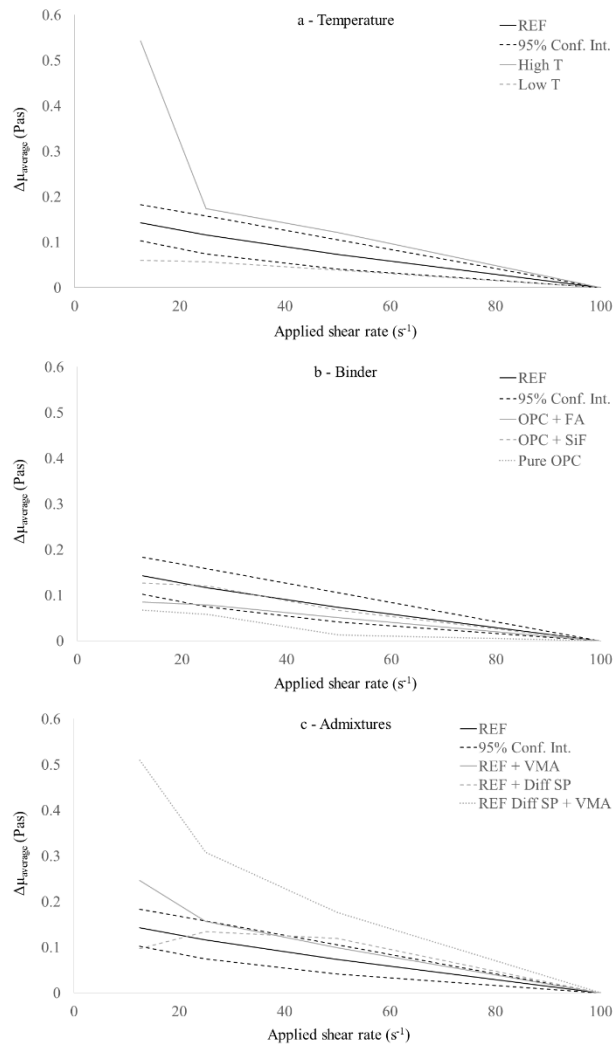 a - Temperature
REF
95% Conf. Int.
High T
Low T
0.6
0.5
0.4
0.3
0.2
0.1
0
Δμaverage (Pas)
0 20 40 60 80 100
Applied shear rate (s⁻¹)
b - Binder
REF
95% Conf. Int.
OPC + FA
OPC + SiF
Pure OPC
0.6
0.5
0.4
0.3
0.2
0.1
0
Δμaverage (Pas)
0 20 40 60 80 100
Applied shear rate (s⁻¹)
c - Admixtures
REF
95% Conf. Int.
REF + VMA
REF + Diff SP
REF Diff SP + VMA
0.6
0.5
0.4
0.3
0.2
0.1
0
Δμaverage (Pas)
0 20 40 60 80 100
Applied shear rate (s⁻¹)